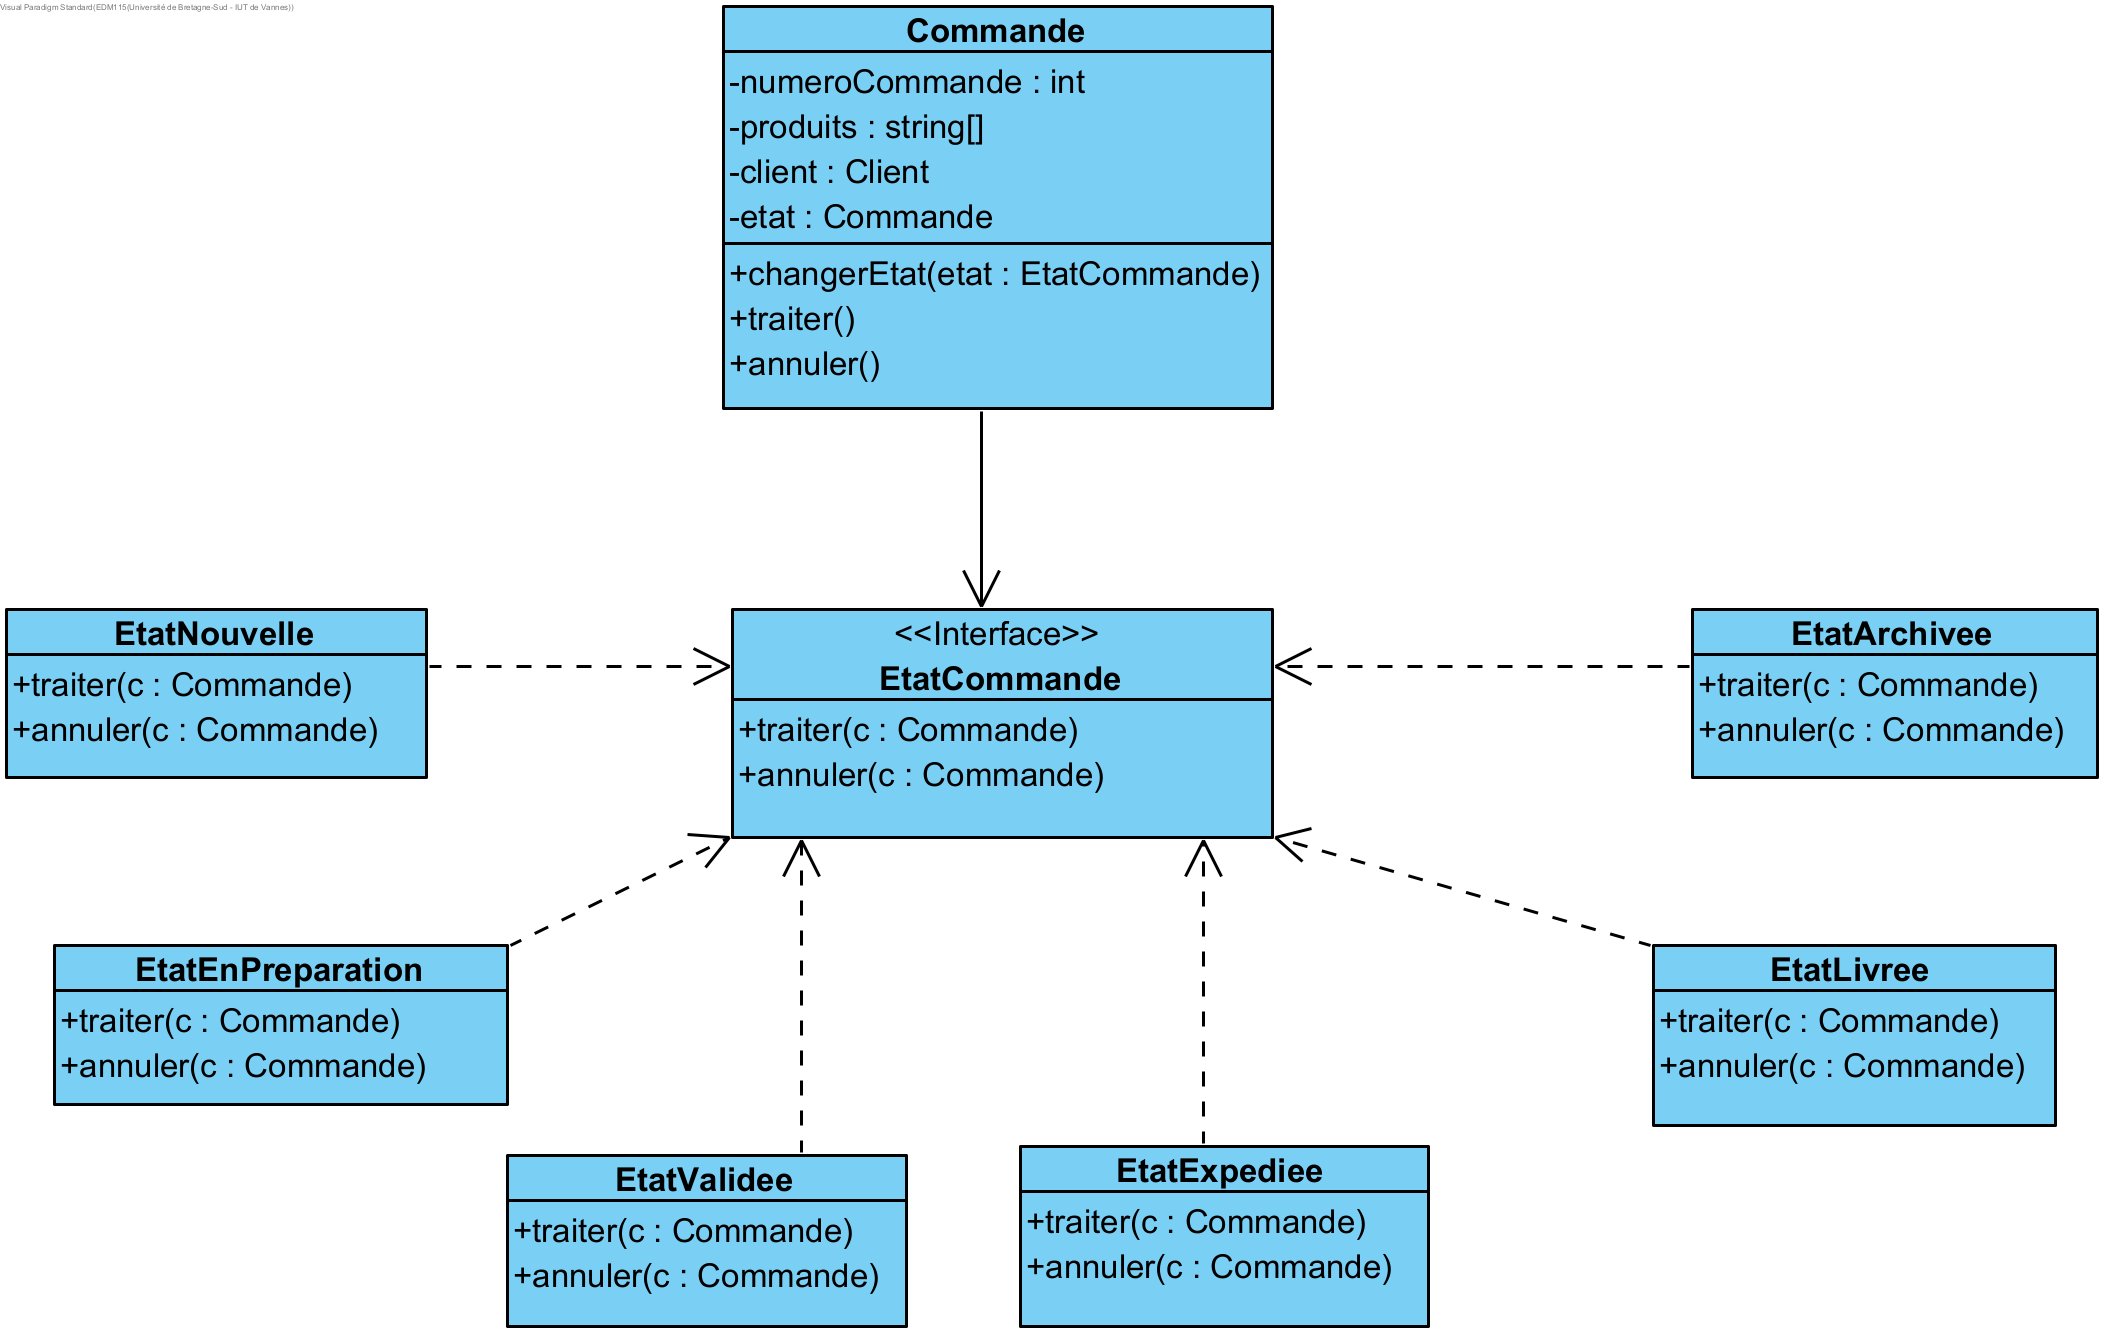 Visual Paradigm Standard(EDM115(Université de Bretagne-Sud - IUT de Vannes))
Commande
-numeroCommande : int
-produits : string[]
-client : Client
-etat : Commande
+changerEtat(etat : EtatCommande)
+traiter()
+annuler()
EtatNouvelle
+traiter(c : Commande)
+annuler(c : Commande)
<<Interface>>
EtatCommande
+traiter(c : Commande)
+annuler(c : Commande)
EtatArchivee
+traiter(c : Commande)
+annuler(c : Commande)
EtatEnPreparation
+traiter(c : Commande)
+annuler(c : Commande)
EtatValidee
+traiter(c : Commande)
+annuler(c : Commande)
EtatExpediee
+traiter(c : Commande)
+annuler(c : Commande)
EtatLivree
+traiter(c : Commande)
+annuler(c : Commande)